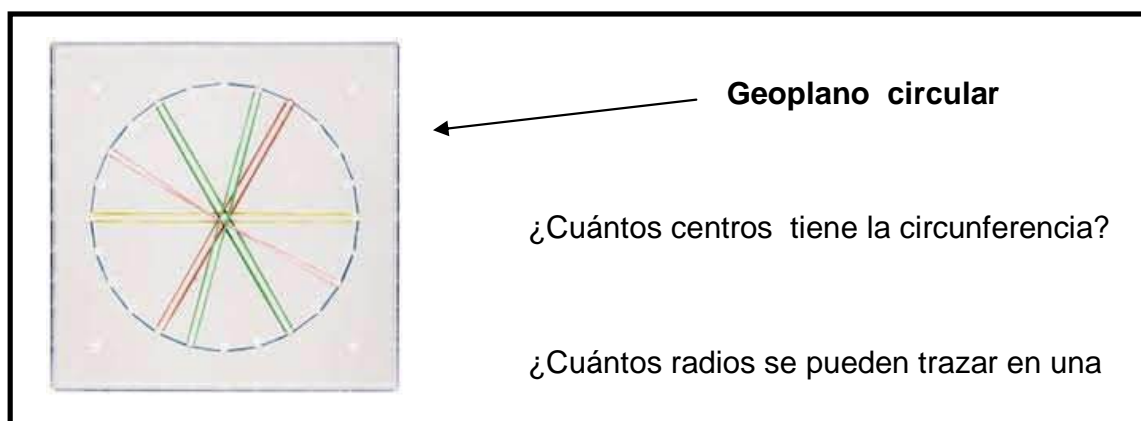 Geoplano circular
¿Cuántos centros tiene la circunferencia?
¿Cuántos radios se pueden trazar en una